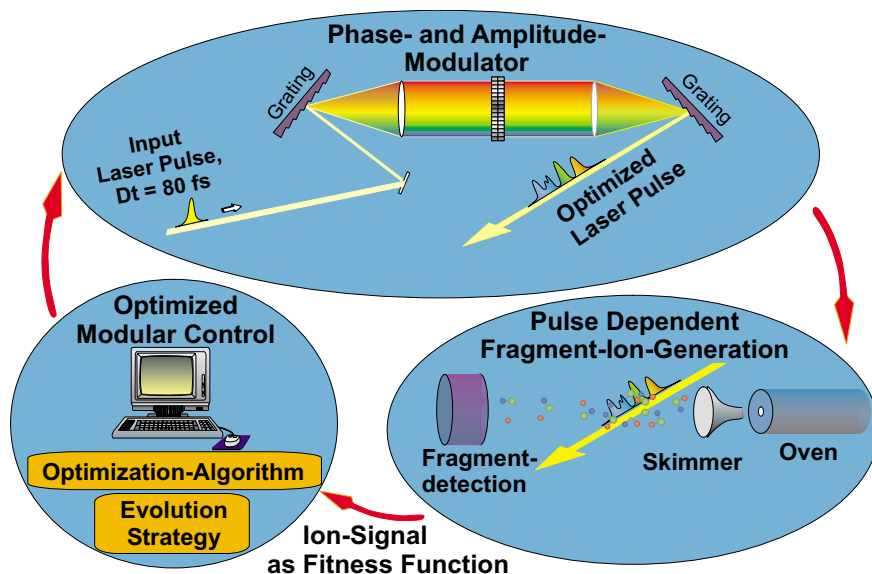 Phase- and Amplitude-
Modulator
Grating
Grating
Input
Laser Pulse,
Dt = 80 fs
Optimized
Laser Pulse
Optimized
Modular Control
Optimization-Algorithm
Evolution
Strategy
Pulse Dependent
Fragment-Ion-Generation
Fragment-
detection
Skimmer
Oven
Ion-Signal
as Fitness Function